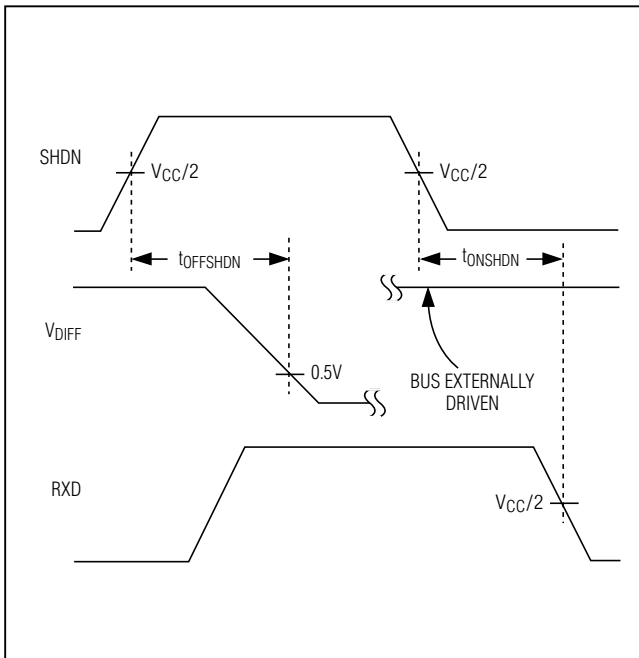 SHDN
VCC/2
VCC/2
tOFFSHDN
tONSHDN
VDIFF
0.5V
BUS EXTERNALLY
DRIVEN
RXD
VCC/2